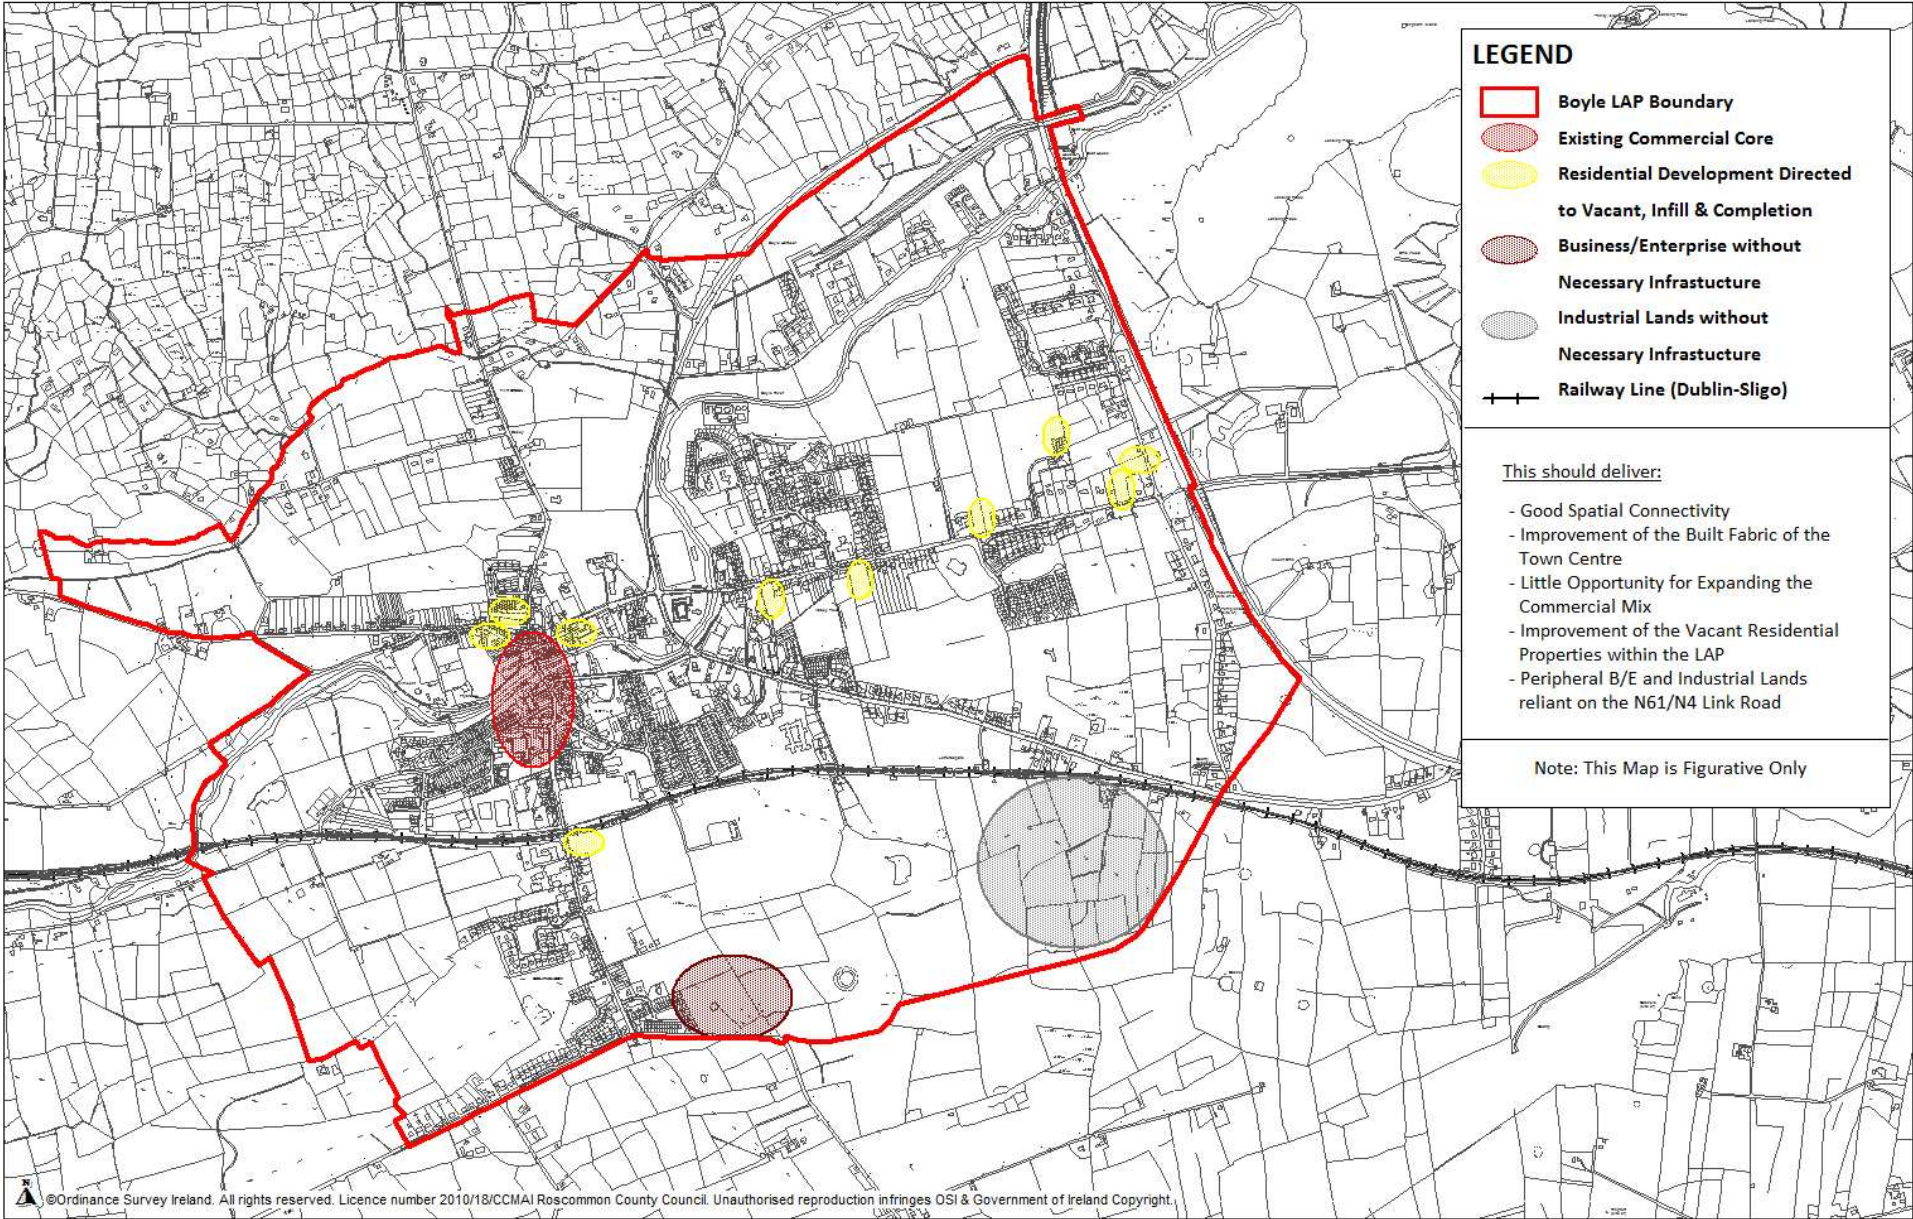 LEGEND
Boyle LAP Boundary
Existing Commercial Core
Residential Development Directed
to Vacant, Infill & Completion
Business/Enterprise without
Necessary Infrastucture
Industrial Lands without
Necessary Infrastucture
Railway Line (Dublin-Sligo)
This should deliver:
- Good Spatial Connectivity
- Improvement of the Built Fabric of the
Town Centre
- Little Opportunity for Expanding the
Commercial Mix
- Improvement of the Vacant Residential
Properties within the LAP
- Peripheral B/E and Industrial Lands
reliant on the N61/N4 Link Road
Note: This Map is Figurative Only
N
©Ordinance Survey Ireland. All rights reserved. Licence number 2010/18/CCMAI Roscommon County Council. Unauthorised reproduction infringes OSI & Government of Ireland Copyright.